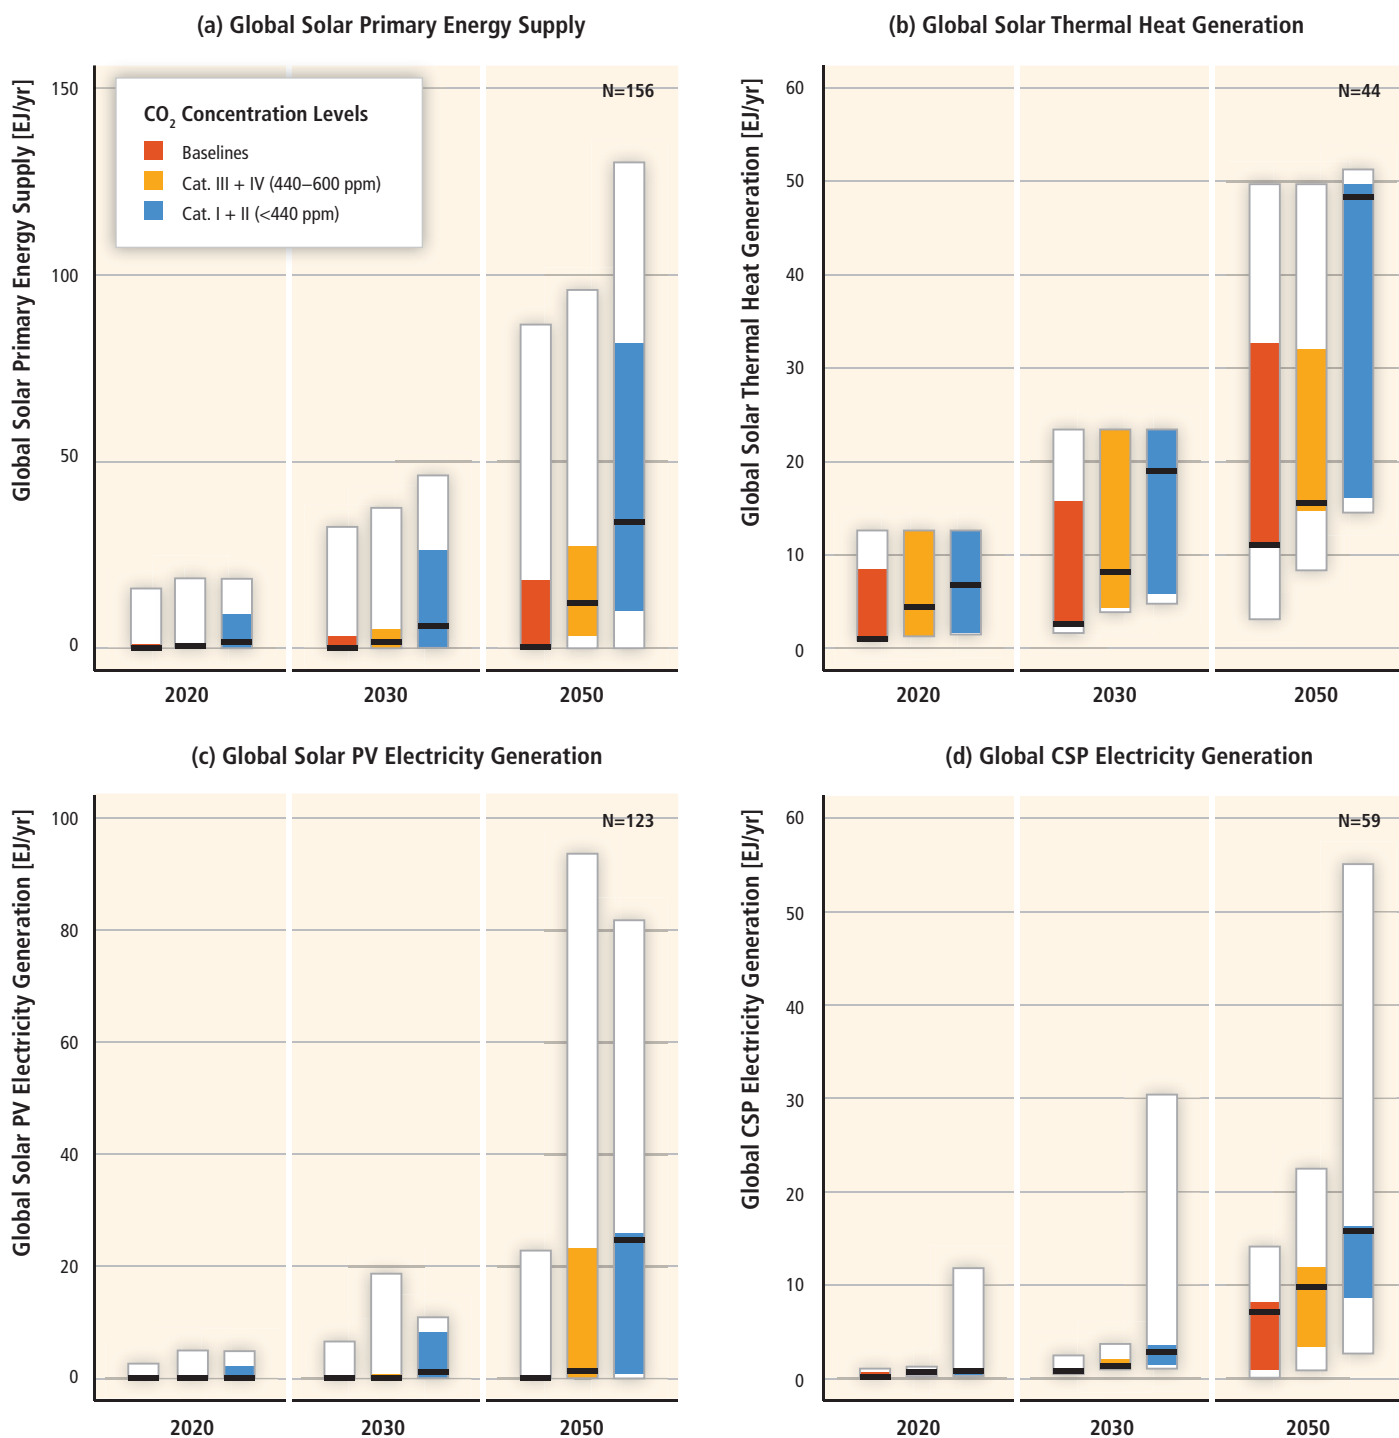 (a) Global Solar Primary Energy Supply
Global Solar Primary Energy Supply [EJ/yr]
150
100
50
0
N=156
CO2 Concentration Levels
Baselines
Cat. III + IV (440–600 ppm)
Cat. I + II (<440 ppm)
2020
2030
2050
(b) Global Solar Thermal Heat Generation
Global Solar Thermal Heat Generation [EJ/yr]
60
50
40
30
20
10
0
N=44
2020
2030
2050
(c) Global Solar PV Electricity Generation
Global Solar PV Electricity Generation [EJ/yr]
100
80
60
40
20
0
N=123
2020
2030
2050
(d) Global CSP Electricity Generation
Global CSP Electricity Generation [EJ/yr]
60
50
40
30
20
10
0
N=59
2020
2030
2050